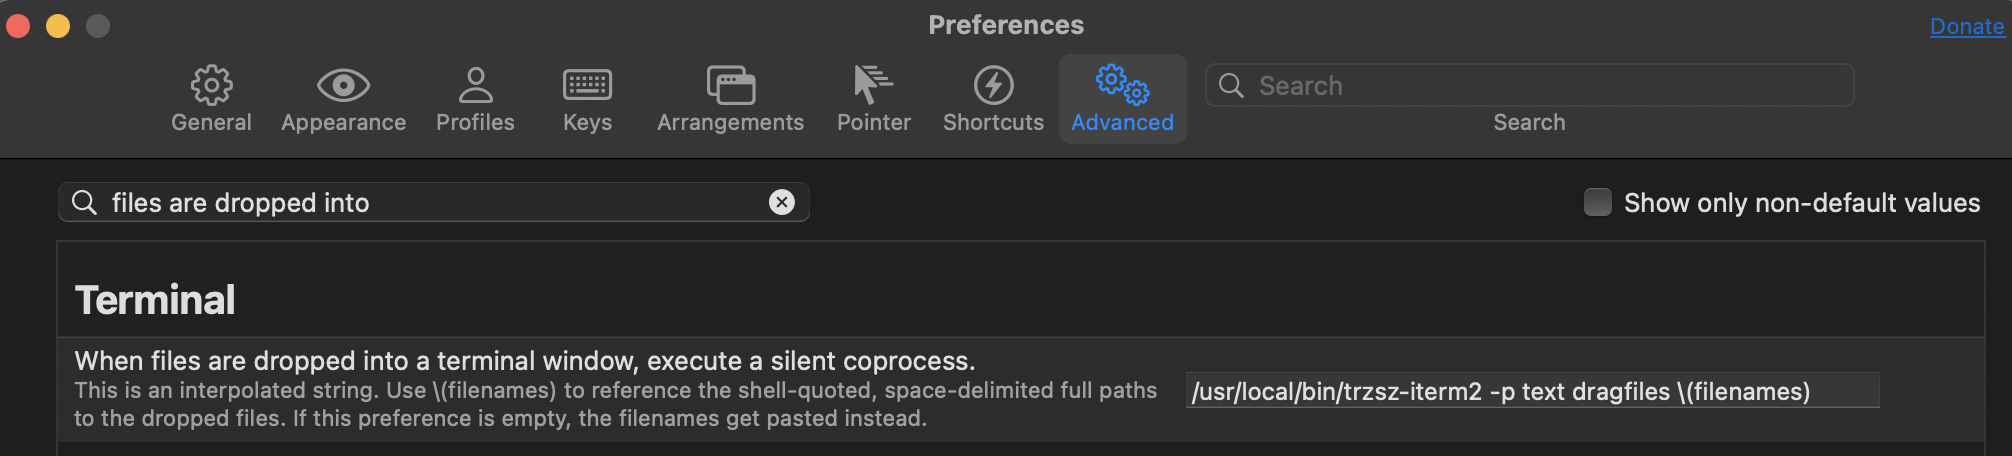 Preferences
Donate
General
Appearance
Profiles
Keys
Arrangements
Pointer
Shortcuts
Advanced
Search
Search
files are dropped into
Show only non-default values
Terminal
When files are dropped into a terminal window, execute a silent coprocess.
This is an interpolated string. Use \(filenames) to reference the shell-quoted, space-delimited full paths
to the dropped files. If this preference is empty, the filenames get pasted instead.
/usr/local/bin/trzsz-iterm2 -p text dragfiles \(filenames)